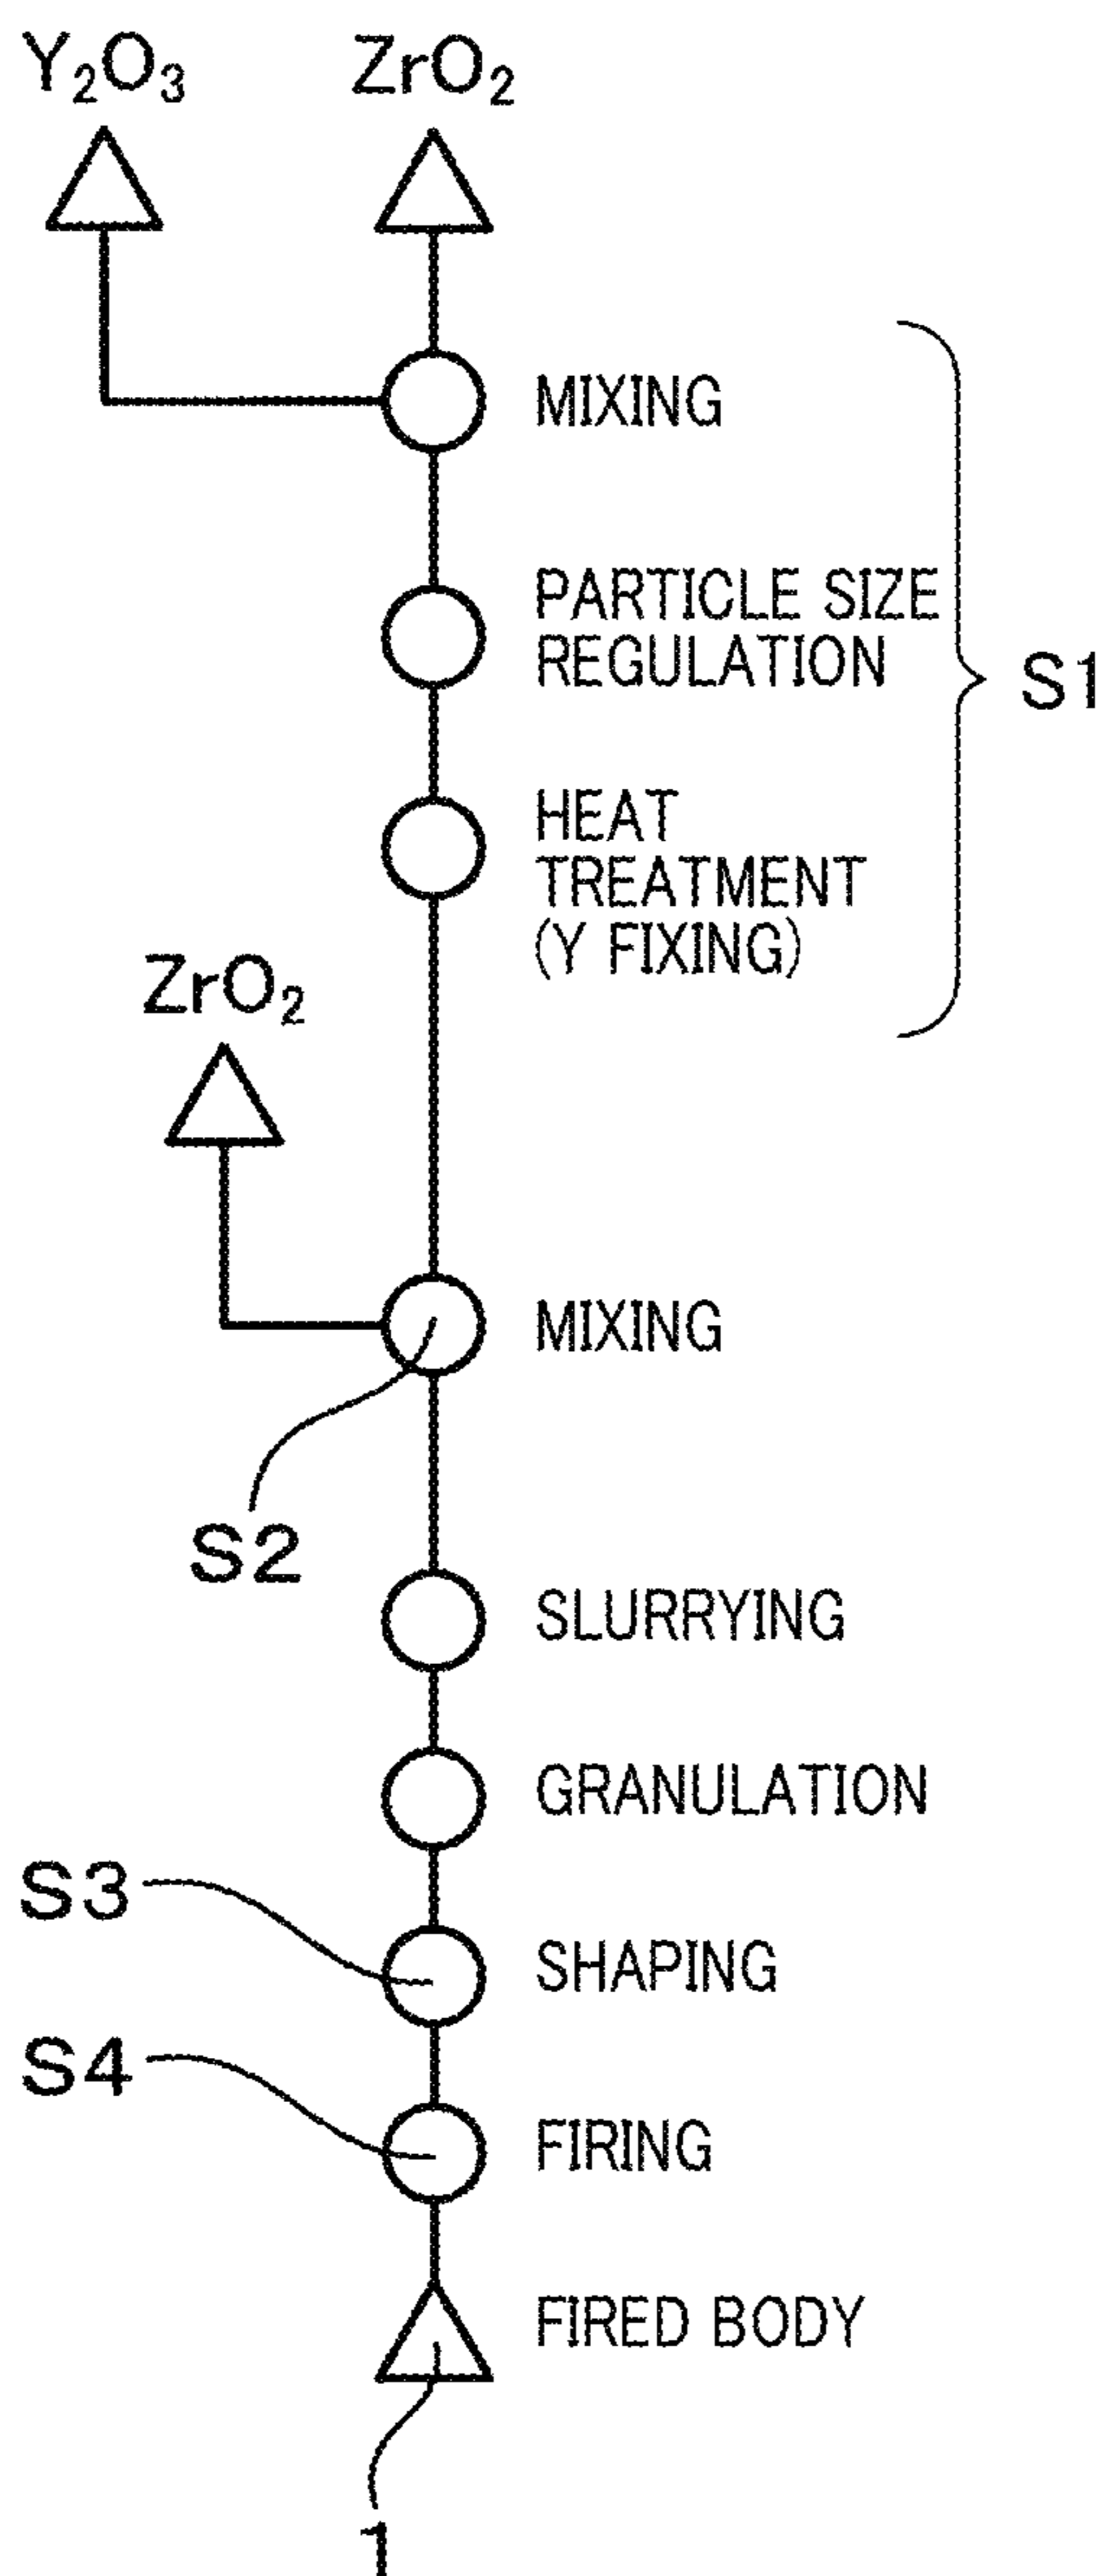 Y₂O₃
ZrO₂
MIXING
PARTICLE SIZE
REGULATION
S1
HEAT
TREATMENT
(Y FIXING)
ZrO₂
MIXING
S2
SLURRYING
GRANULATION
S3
SHAPING
S4
FIRING
FIRED BODY
1